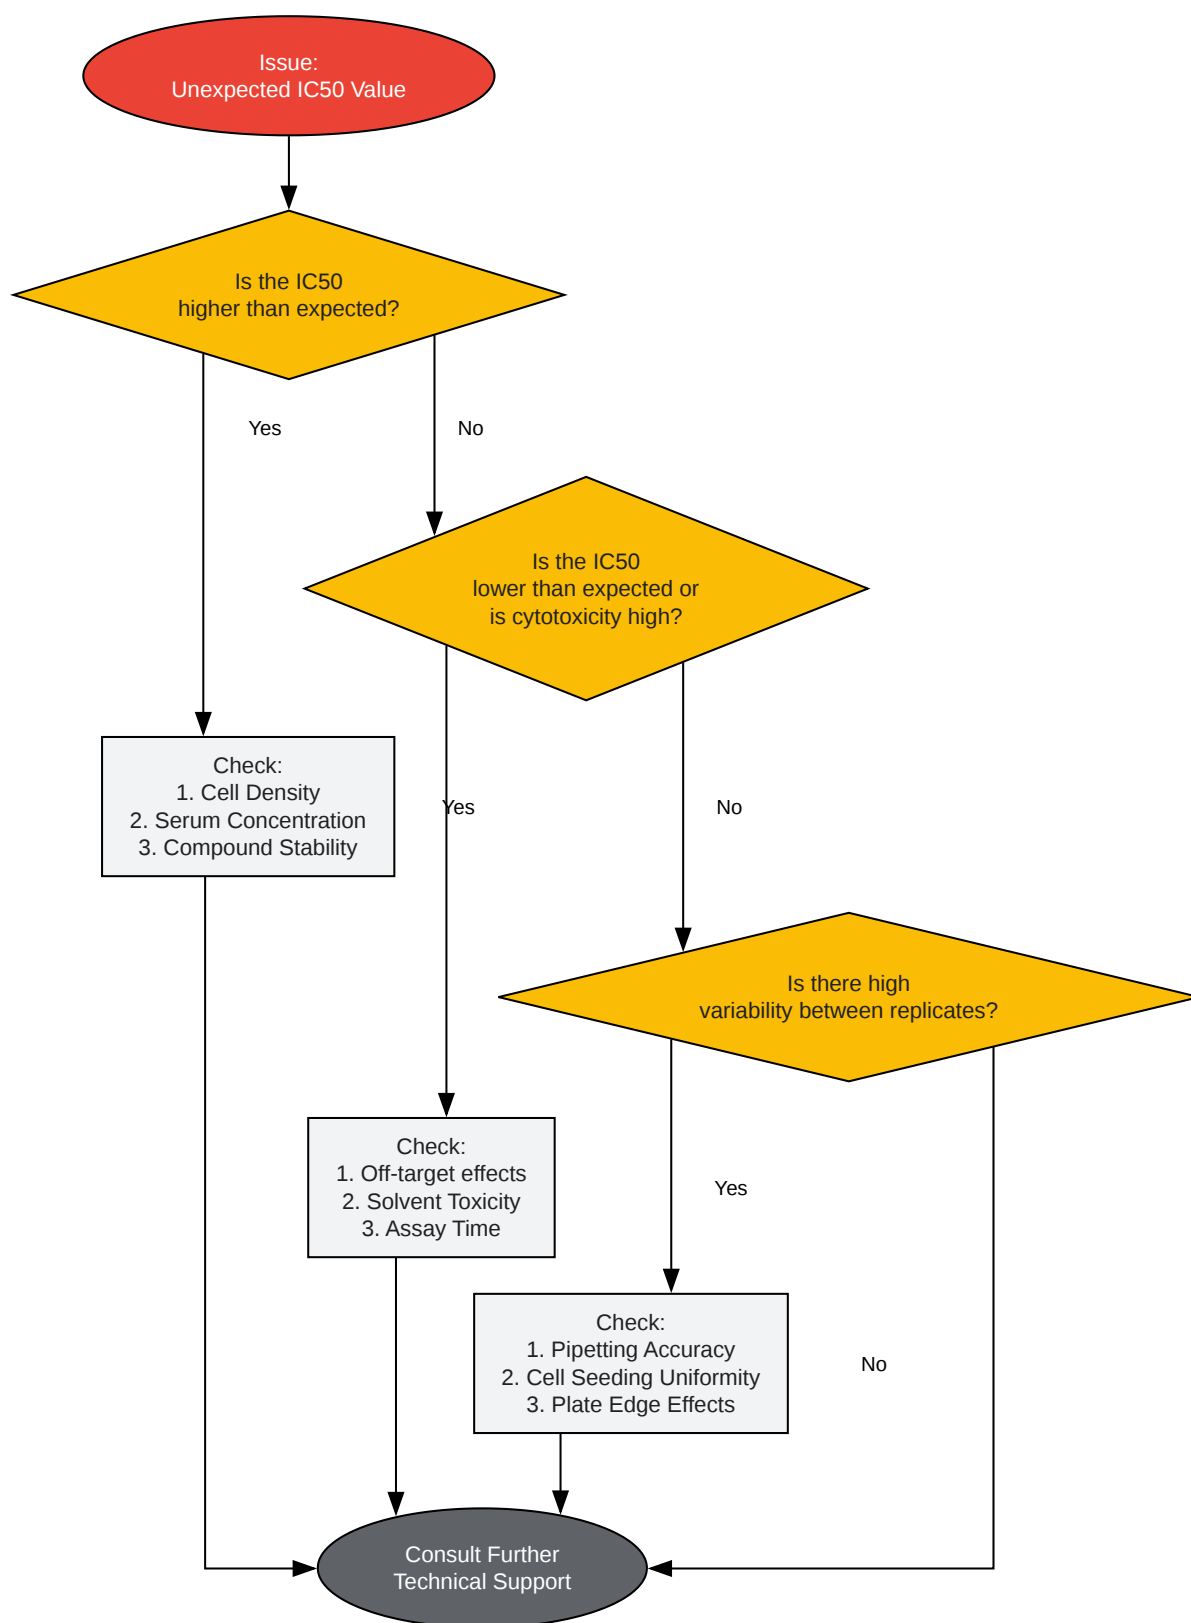 Issue:
Unexpected IC50 Value
Is the IC50
higher than expected?
Yes
No
Is the IC50
lower than expected or
is cytotoxicity high?
Check:
1. Cell Density
2. Serum Concentration
3. Compound Stability
Yes
No
Is there high
variability between replicates?
Check:
1. Off-target effects
2. Solvent Toxicity
3. Assay Time
Yes
Check:
1. Pipetting Accuracy
2. Cell Seeding Uniformity
3. Plate Edge Effects
No
Consult Further
Technical Support